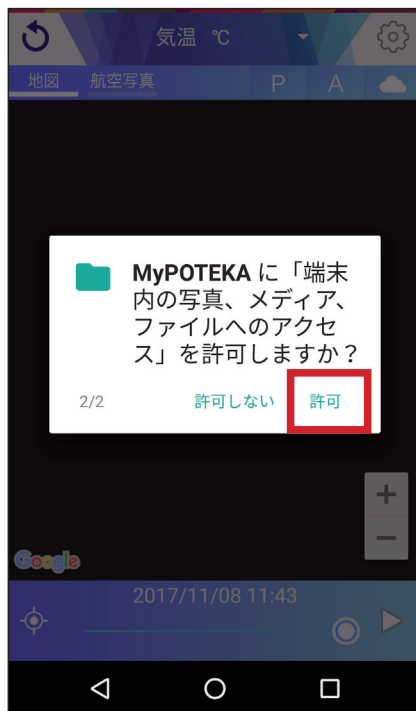 気温 ℃
地図 航空写真 P A
MyPOTEKA に「端末
内の写真、メディア、
ファイルへのアクセ
ス」を許可しますか？
2/2 許可しない 許可
+
−
Google
2017/11/08 11:43